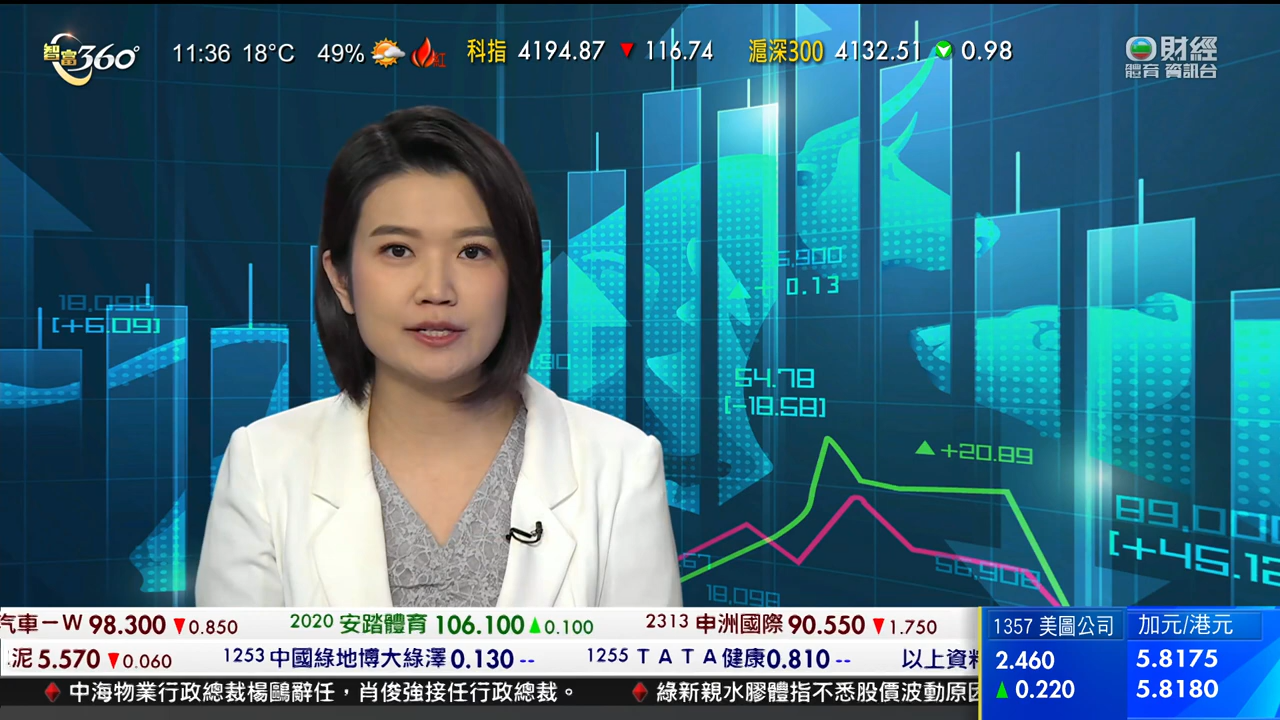 智富360°
11:36 18°C 49% 紅 科指 4194.87 ▼ 116.74 滬深300 4132.51 0.98
財經
體育 資訊台
18,098
[+6.09]
+ 0.13
54.78
[-18.58]
▲+20.89
89,000
[+45.12
56,908
18,098
汽車－W 98.300 ▼0.850 2020 安踏體育 106.100▲0.100 2313 申洲國際 90.550 ▼1.750
泥 5.570 ▼0.060 1253 中國綠地博大綠澤 0.130 -- 1255 ＴＡＴＡ健康 0.810 -- 以上資料
中海物業行政總裁楊鷗辭任，肖俊強接任行政總裁。 綠新親水膠體指不悉股價波動原因
1357 美圖公司
2.460
▲ 0.220
加元/港元
5.8175
5.8180